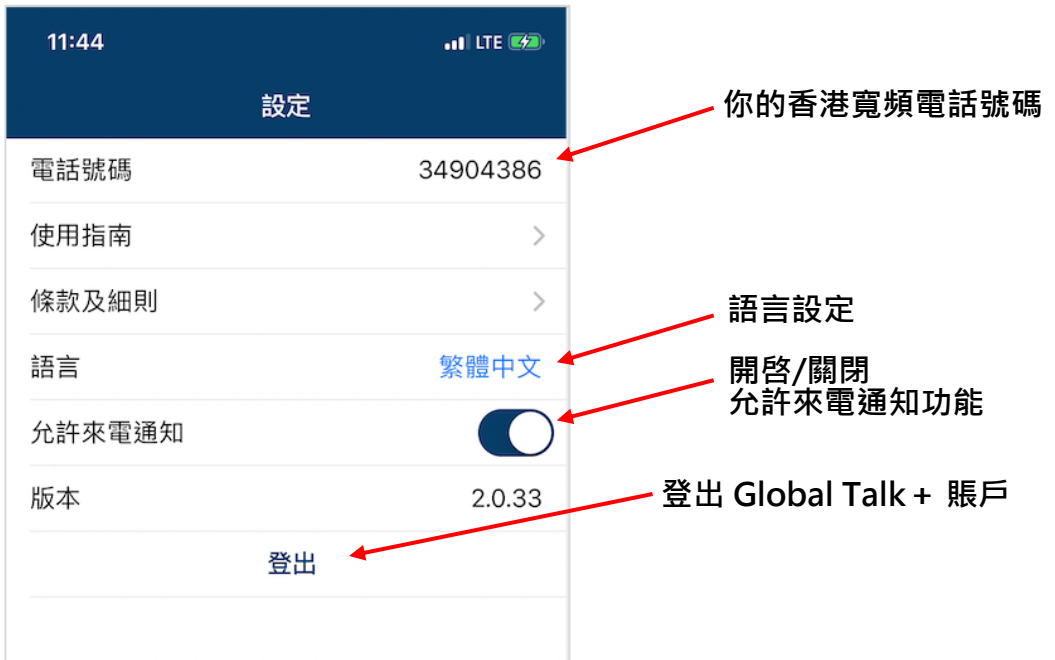 11:44
LTE
設定
你的香港寬頻電話號碼
電話號碼 34904386
使用指南
條款及細則
語言設定
語言 繁體中文
開啓/關閉
允許來電通知功能
允許來電通知
版本 2.0.33
登出 Global Talk + 賬戶
登出